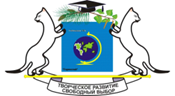 ТВОРЧЕСКОЕ РАЗВИТИЕ
СВОБОДНЫЙ ВЫБОР